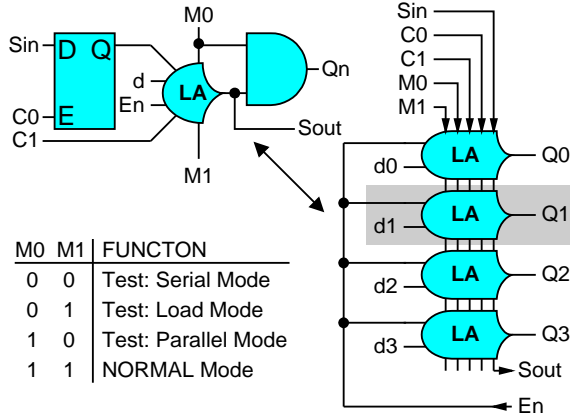 M0
Sin
D Q
d
LA
Qn
En
C0
E
C1
Sout
M1
Sin
C0
C1
M0
M1
LA
Q0
d0
LA
Q1
d1
LA
Q2
d2
LA
Q3
d3
Sout
En
M0 M1 FUNCTON
0 0 Test: Serial Mode
0 1 Test: Load Mode
1 0 Test: Parallel Mode
1 1 NORMAL Mode